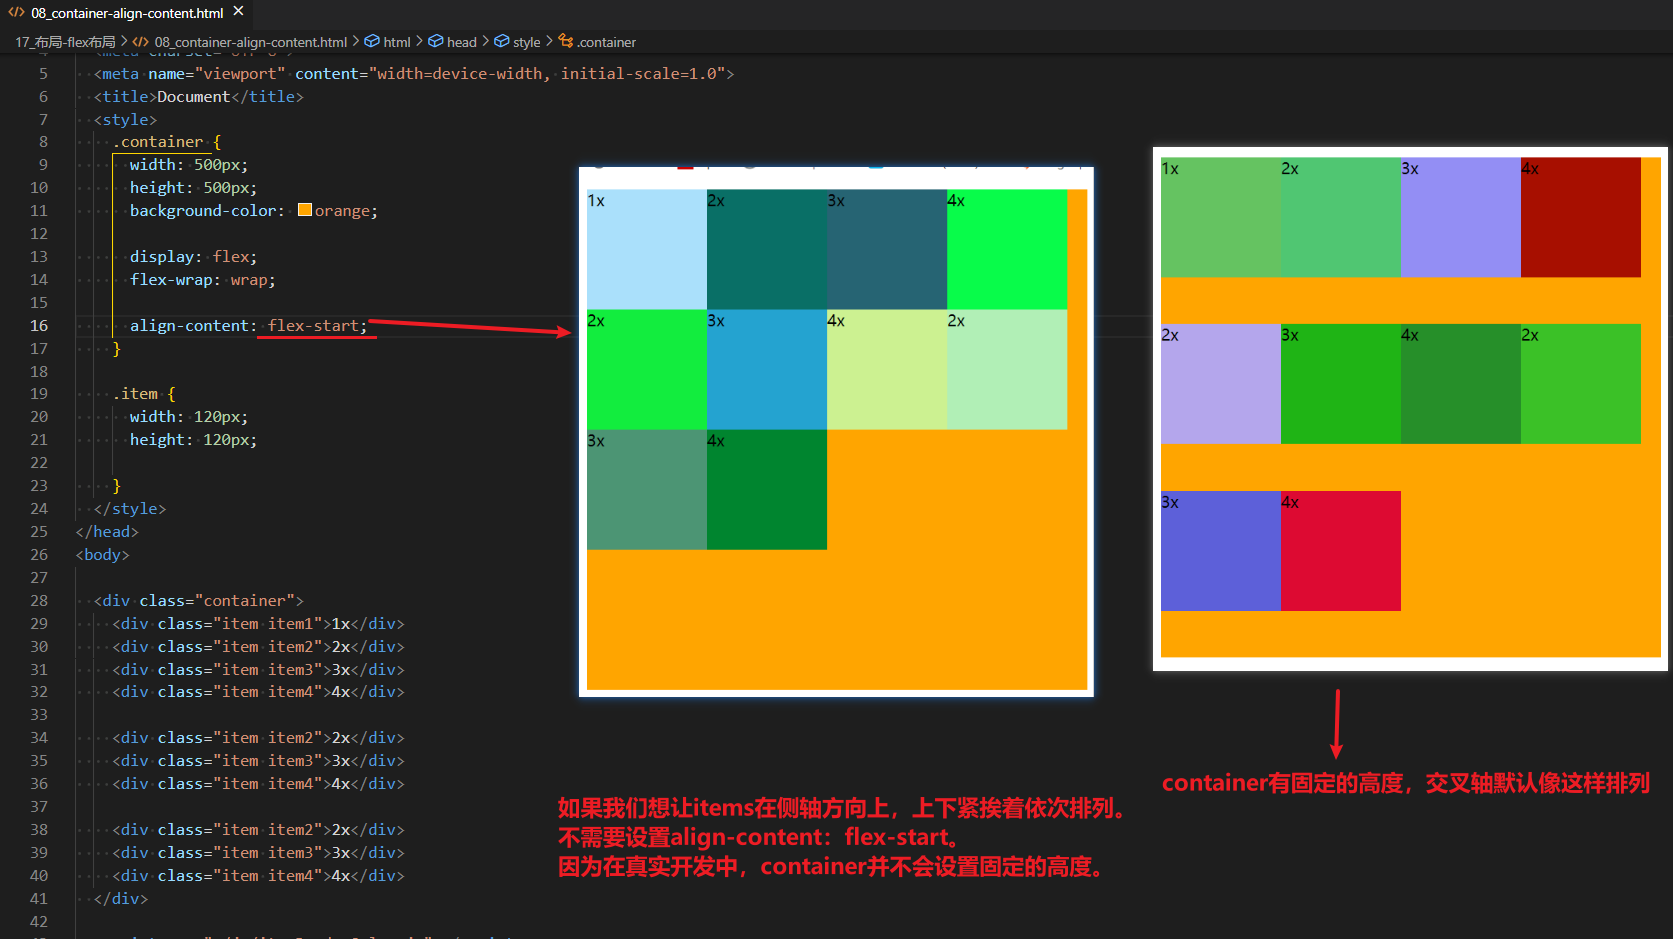 08_container-align-content.html
17_布局-flex布局 > 08_container-align-content.html > html > head > style > .container
5 <meta name="viewport" content="width=device-width, initial-scale=1.0">
6 <title>Document</title>
7 <style>
8 .container {
9 width: 500px;
10 height: 500px;
11 background-color: orange;
12
13 display: flex;
14 flex-wrap: wrap;
15
16 align-content: flex-start;
17 }
18
19 .item {
20 width: 120px;
21 height: 120px;
22
23 }
24 </style>
25 </head>
26 <body>
27
28 <div class="container">
29 <div class="item item1">1x</div>
30 <div class="item item2">2x</div>
31 <div class="item item3">3x</div>
32 <div class="item item4">4x</div>
33
34 <div class="item item2">2x</div>
35 <div class="item item3">3x</div>
36 <div class="item item4">4x</div>
37
38 <div class="item item2">2x</div>
39 <div class="item item3">3x</div>
40 <div class="item item4">4x</div>
41 </div>
42
1x 2x 3x 4x
2x 3x 4x 2x
3x 4x
1x 2x 3x 4x
2x 3x 4x 2x
3x 4x
container有固定的高度，交叉轴默认像这样排列
如果我们想让items在侧轴方向上，上下紧挨着依次排列。
不需要设置align-content：flex-start。
因为在真实开发中，container并不会设置固定的高度。